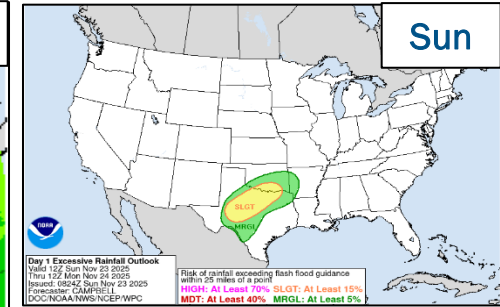 Sun
SLGT
MRGL
NOAA
Day 1 Excessive Rainfall Outlook
Valid 12Z Sun Nov 23 2025
Thru 12Z Mon Nov 24 2025
Issued: 0824Z Sun Nov 23 2025
Forecaster: CAMPBELL
DOC/NOAA/NWS/NCEP/WPC
Risk of rainfall exceeding flash flood guidance
within 25 miles of a point
HIGH: At Least 70% SLGT: At Least 15%
MDT: At Least 40% MRGL: At Least 5%